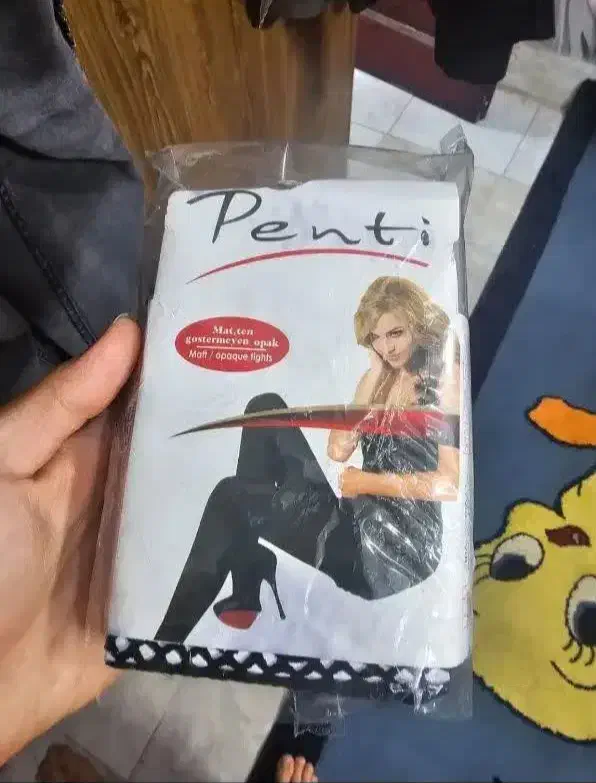 Penti
Mat,ten
gostermeyen opak
Matt / opaque tights